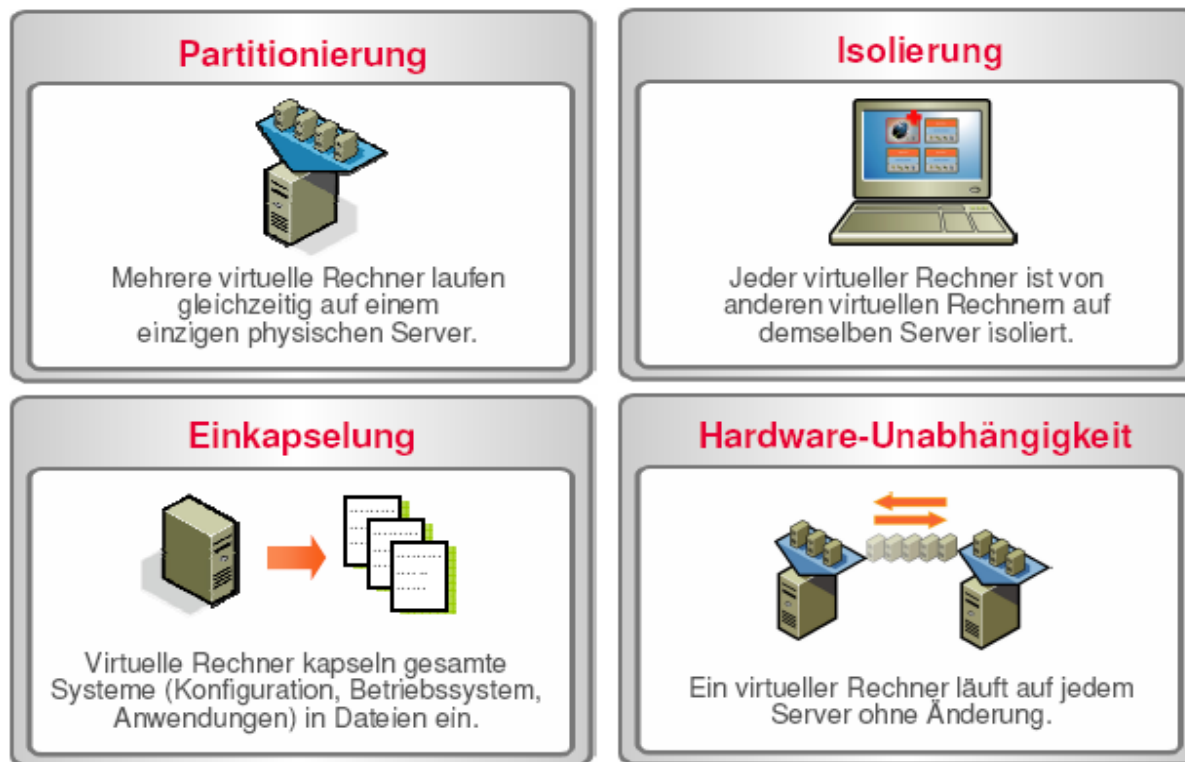 Partitionierung
Mehrere virtuelle Rechner laufen
gleichzeitig auf einem
einzigen physischen Server.
Isolierung
Jeder virtueller Rechner ist von
anderen virtuellen Rechnern auf
demselben Server isoliert.
Einkapselung
Virtuelle Rechner kapseln gesamte
Systeme (Konfiguration, Betriebssystem,
Anwendungen) in Dateien ein.
Hardware-Unabhängigkeit
Ein virtueller Rechner läuft auf jedem
Server ohne Änderung.